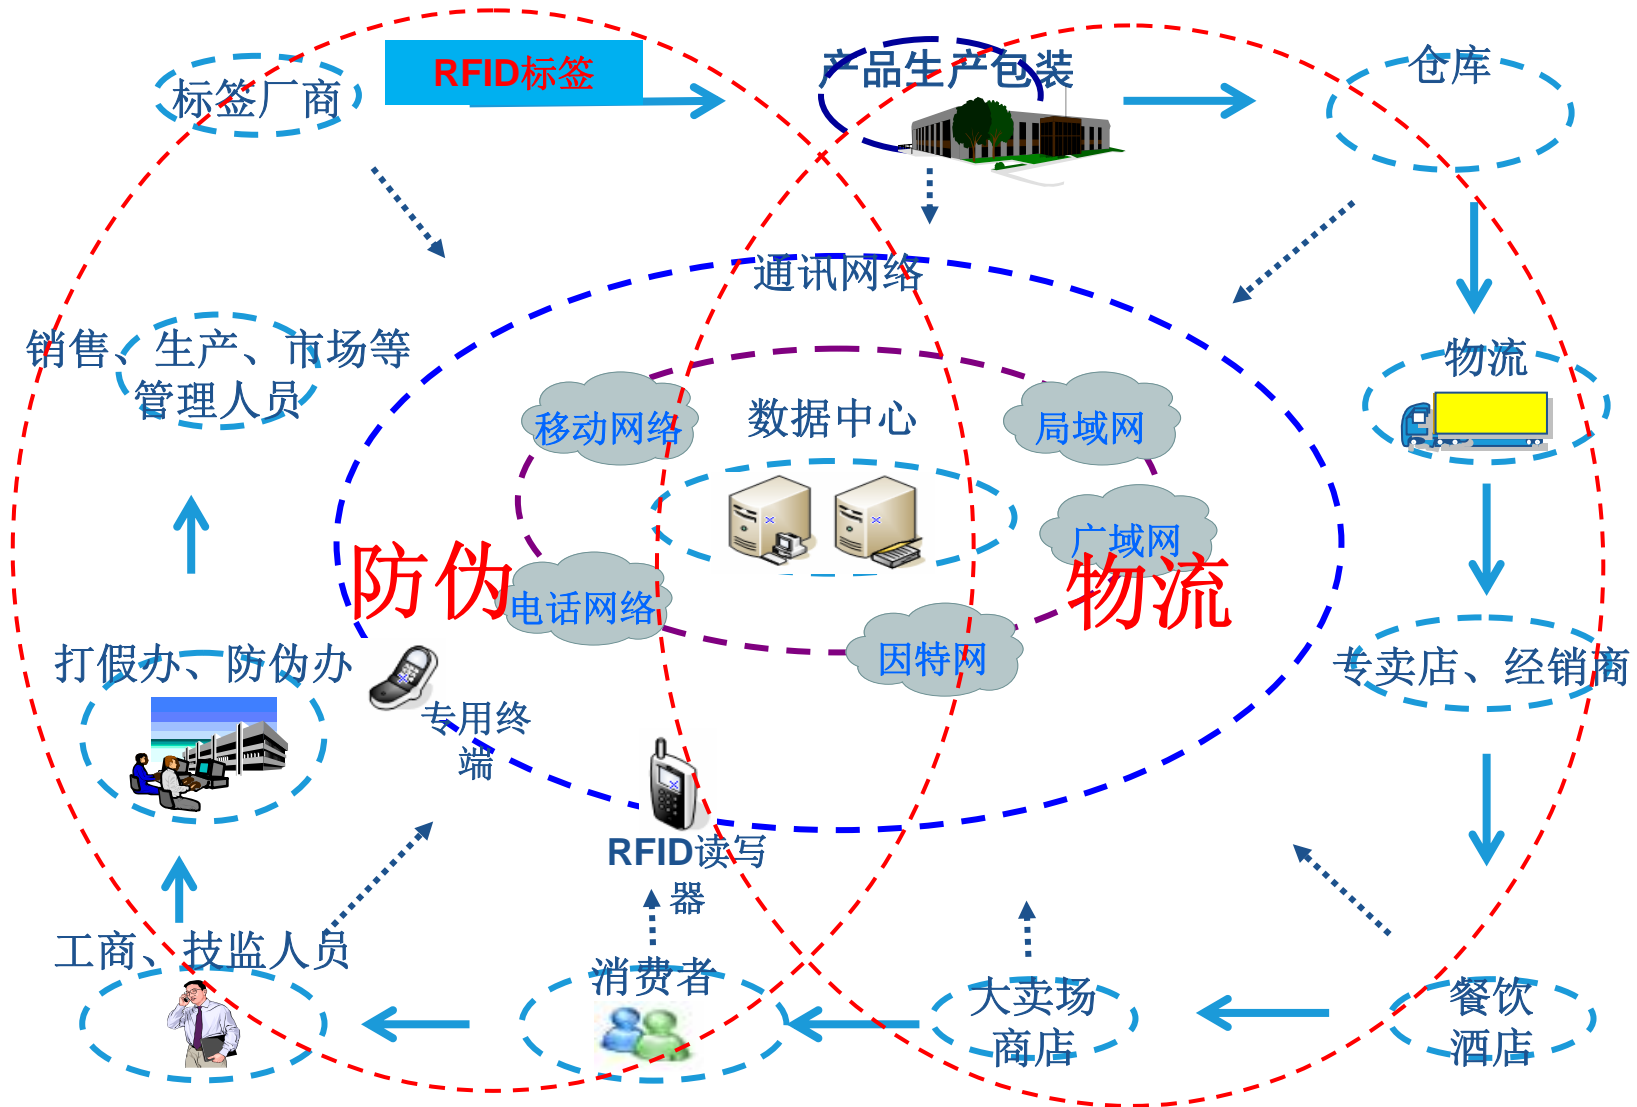 标签厂商
RFID标签
产品生产包装
仓库
通讯网络
销售、生产、市场等
管理人员
物流
移动网络
数据中心
局域网
广域网
防伪
物流
电话网络
因特网
打假办、防伪办
专卖店、经销商
专用终
端
RFID读写
器
工商、技监人员
消费者
大卖场
商店
餐饮
酒店